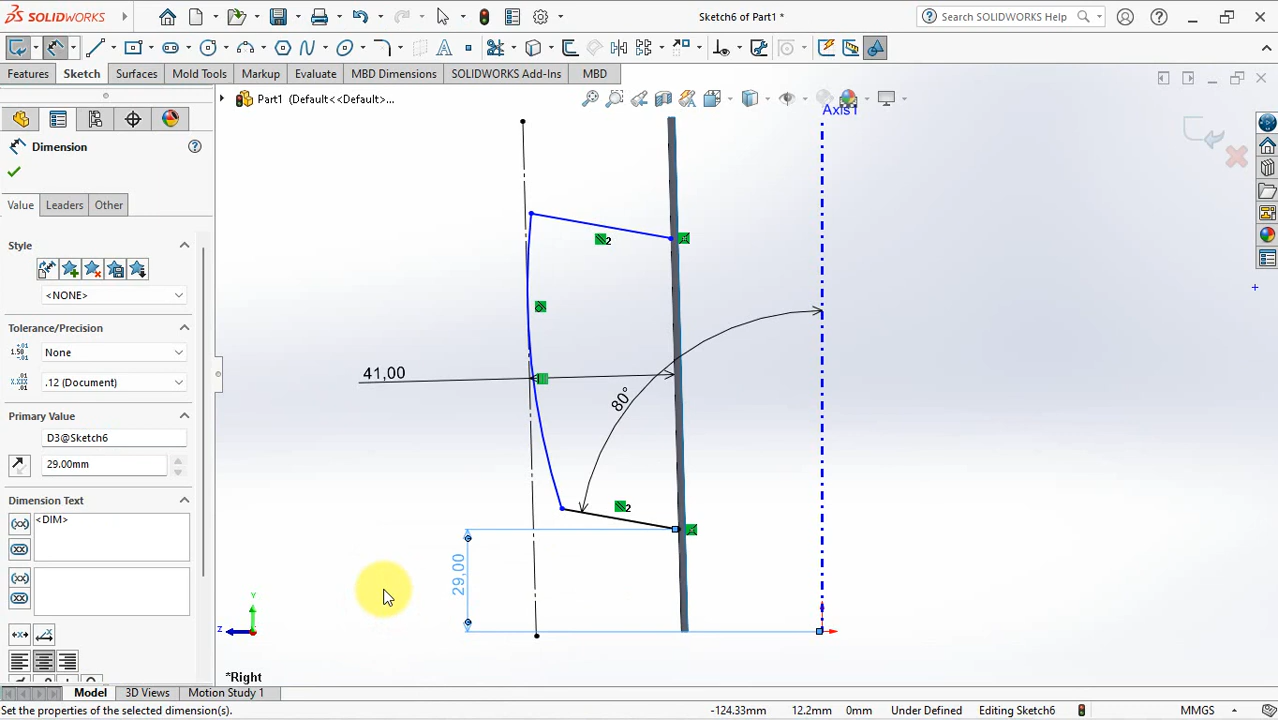 SOLIDWORKS
Sketch6 of Part1 *
Search SOLIDWORKS Help
Features
Sketch
Surfaces
Mold Tools
Markup
Evaluate
MBD Dimensions
SOLIDWORKS Add-Ins
MBD
Part1 (Default<<Default>...
Axis1
Dimension
Value
Leaders
Other
Style
<NONE>
Tolerance/Precision
None
.12 (Document)
Primary Value
D3@Sketch6
29.00mm
Dimension Text
<DIM>
41,00
80°
29,00
2
2
Y
Z
*Right
Model
3D Views
Motion Study 1
Set the properties of the selected dimension(s).
-124.33mm
12.2mm
0mm
Under Defined
Editing Sketch6
MMGS